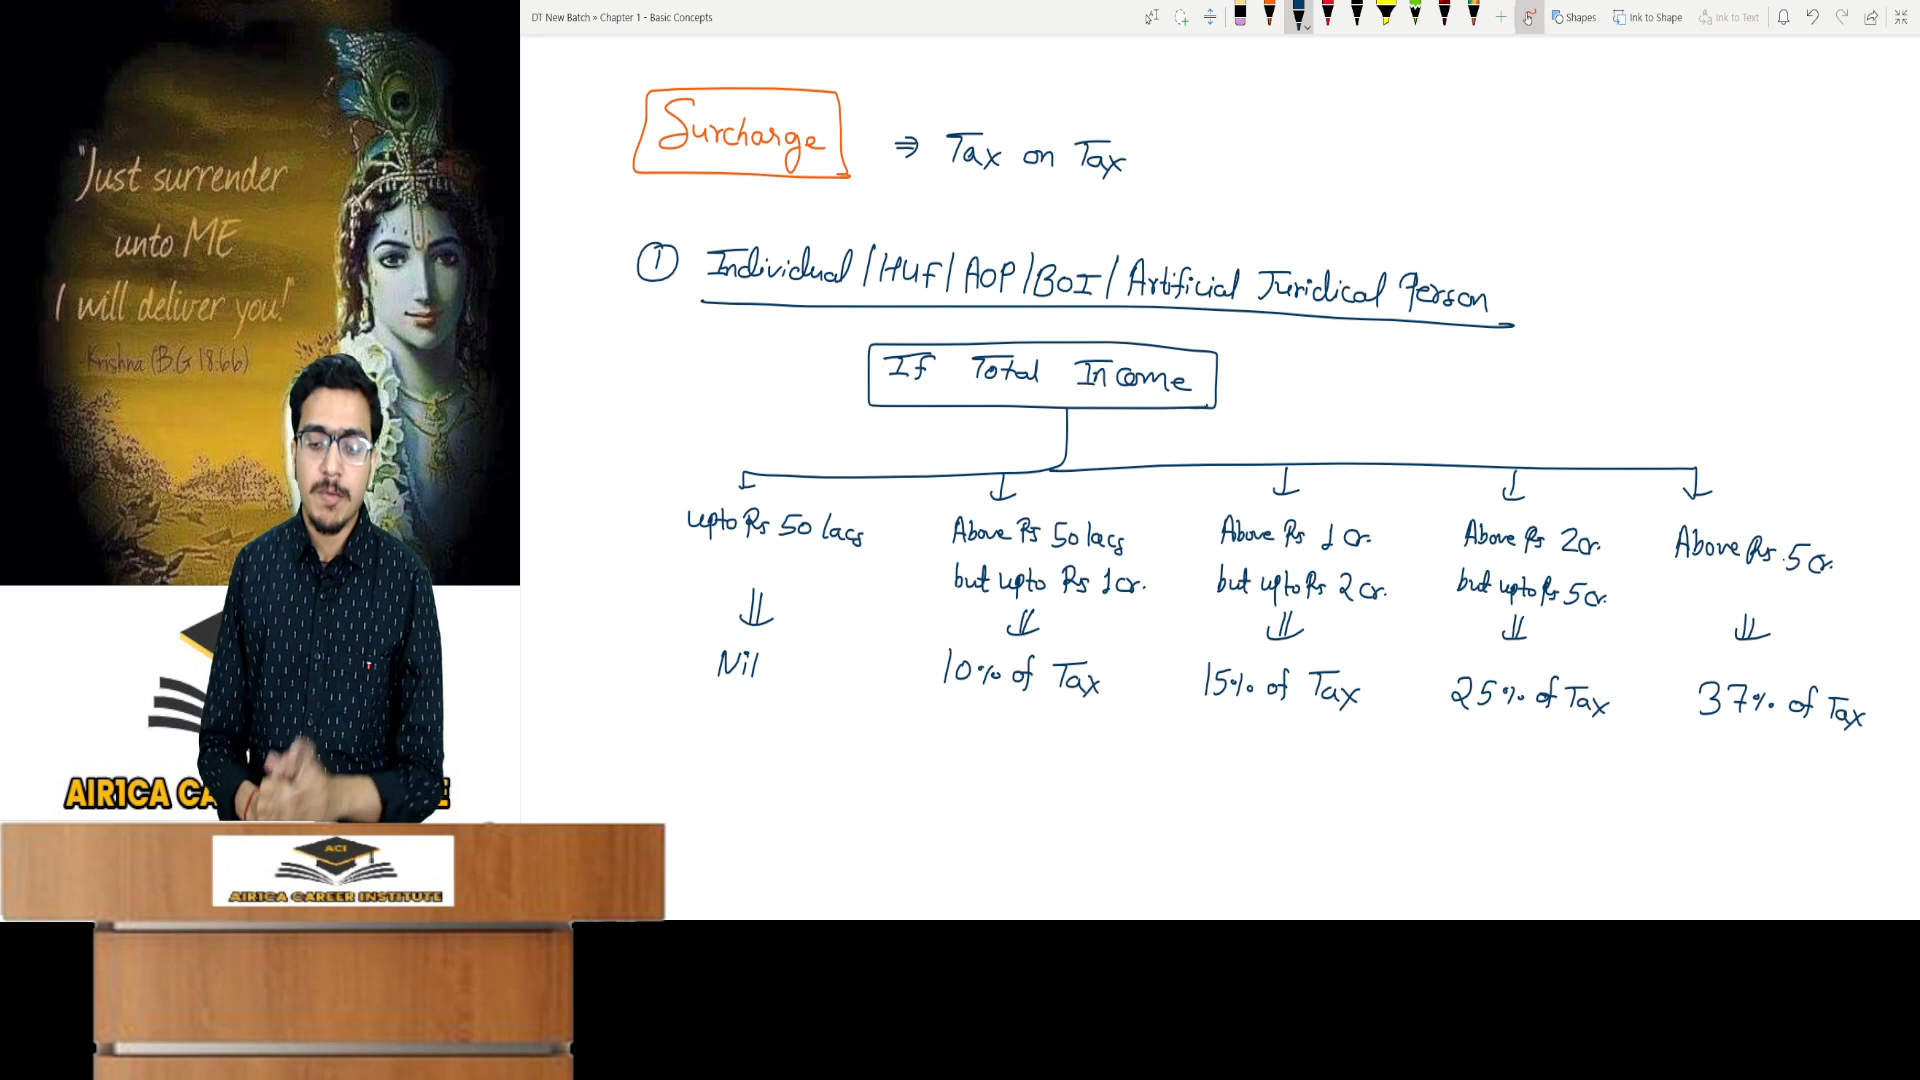 DT New Batch » Chapter 1 - Basic Concepts
Shapes
Ink to Shape
Ink to Text
"Just surrender
unto ME
I will deliver you!"
- Krishna (B.G 18.66)
Surcharge ⇒ Tax on Tax
① Individual / HUF / AOP / BOI / Artificial Juridical Person
If Total Income
upto Rs 50 lacs
Nil
Above Rs 50 lacs
but upto Rs 1 cr.
10% of Tax
Above Rs 1 cr.
but upto Rs 2 cr.
15% of Tax
Above Rs 2 cr.
but upto Rs 5 cr.
25% of Tax
Above Rs. 5 cr.
37% of Tax
AIR1CA CA E
ACI
AIR1CA CAREER INSTITUTE